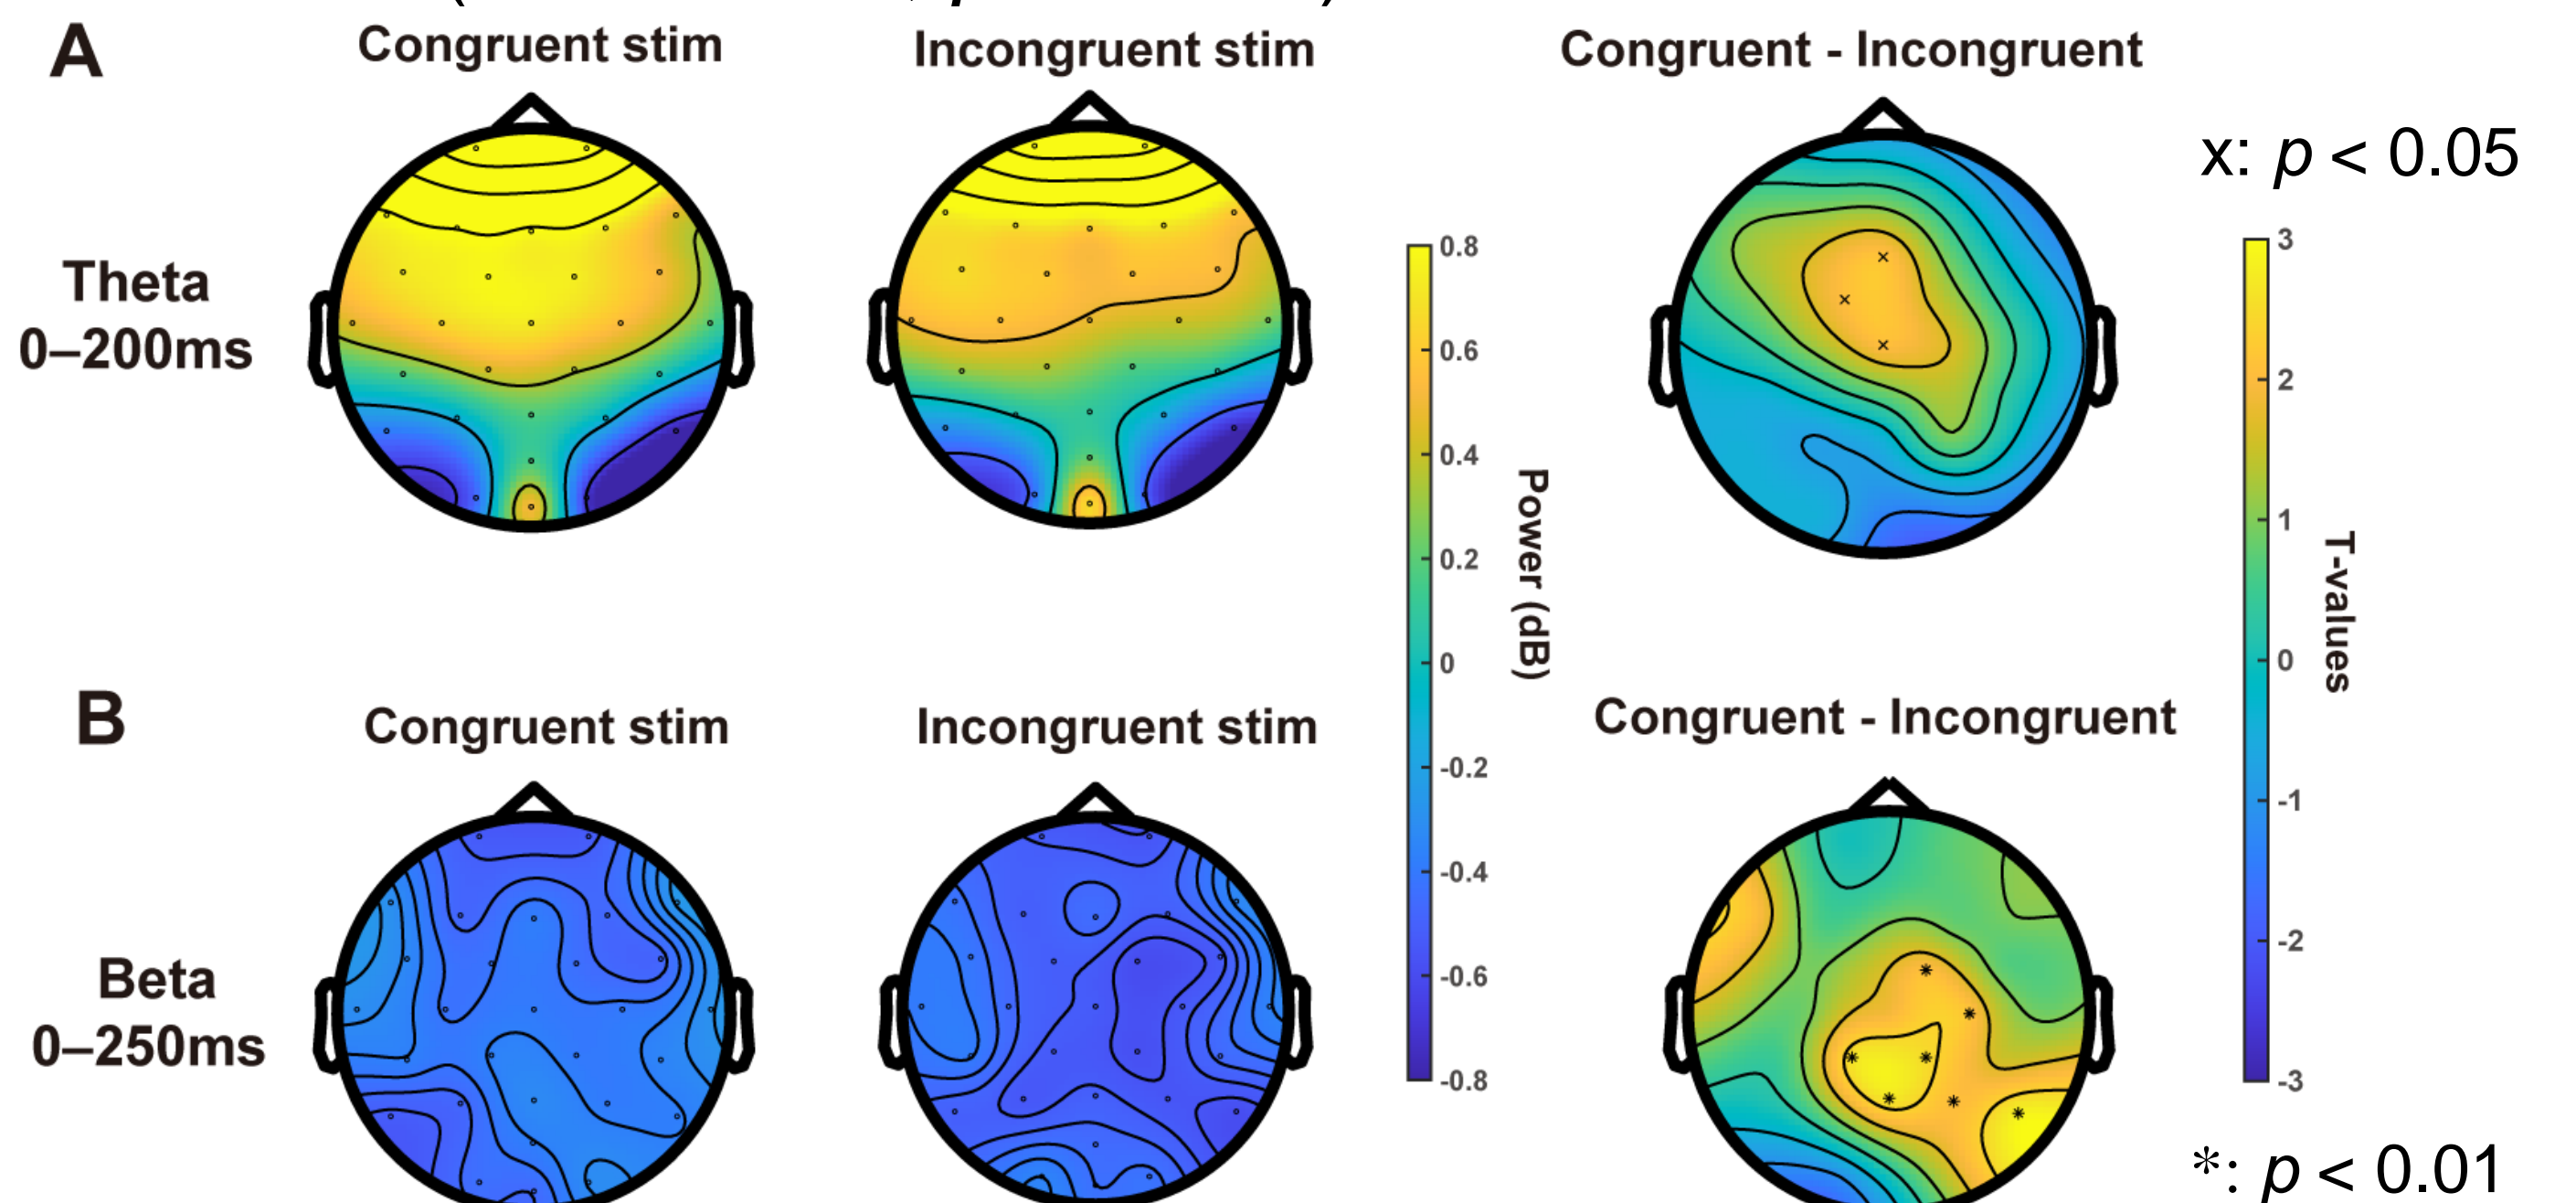 A
Congruent stim
Incongruent stim
Congruent - Incongruent
x: p < 0.05
Theta
0–200ms
0.8
0.6
0.4
0.2
0
-0.2
-0.4
-0.6
-0.8
Power (dB)
3
2
1
0
-1
-2
-3
T-values
B
Congruent stim
Incongruent stim
Congruent - Incongruent
Beta
0–250ms
*: p < 0.01